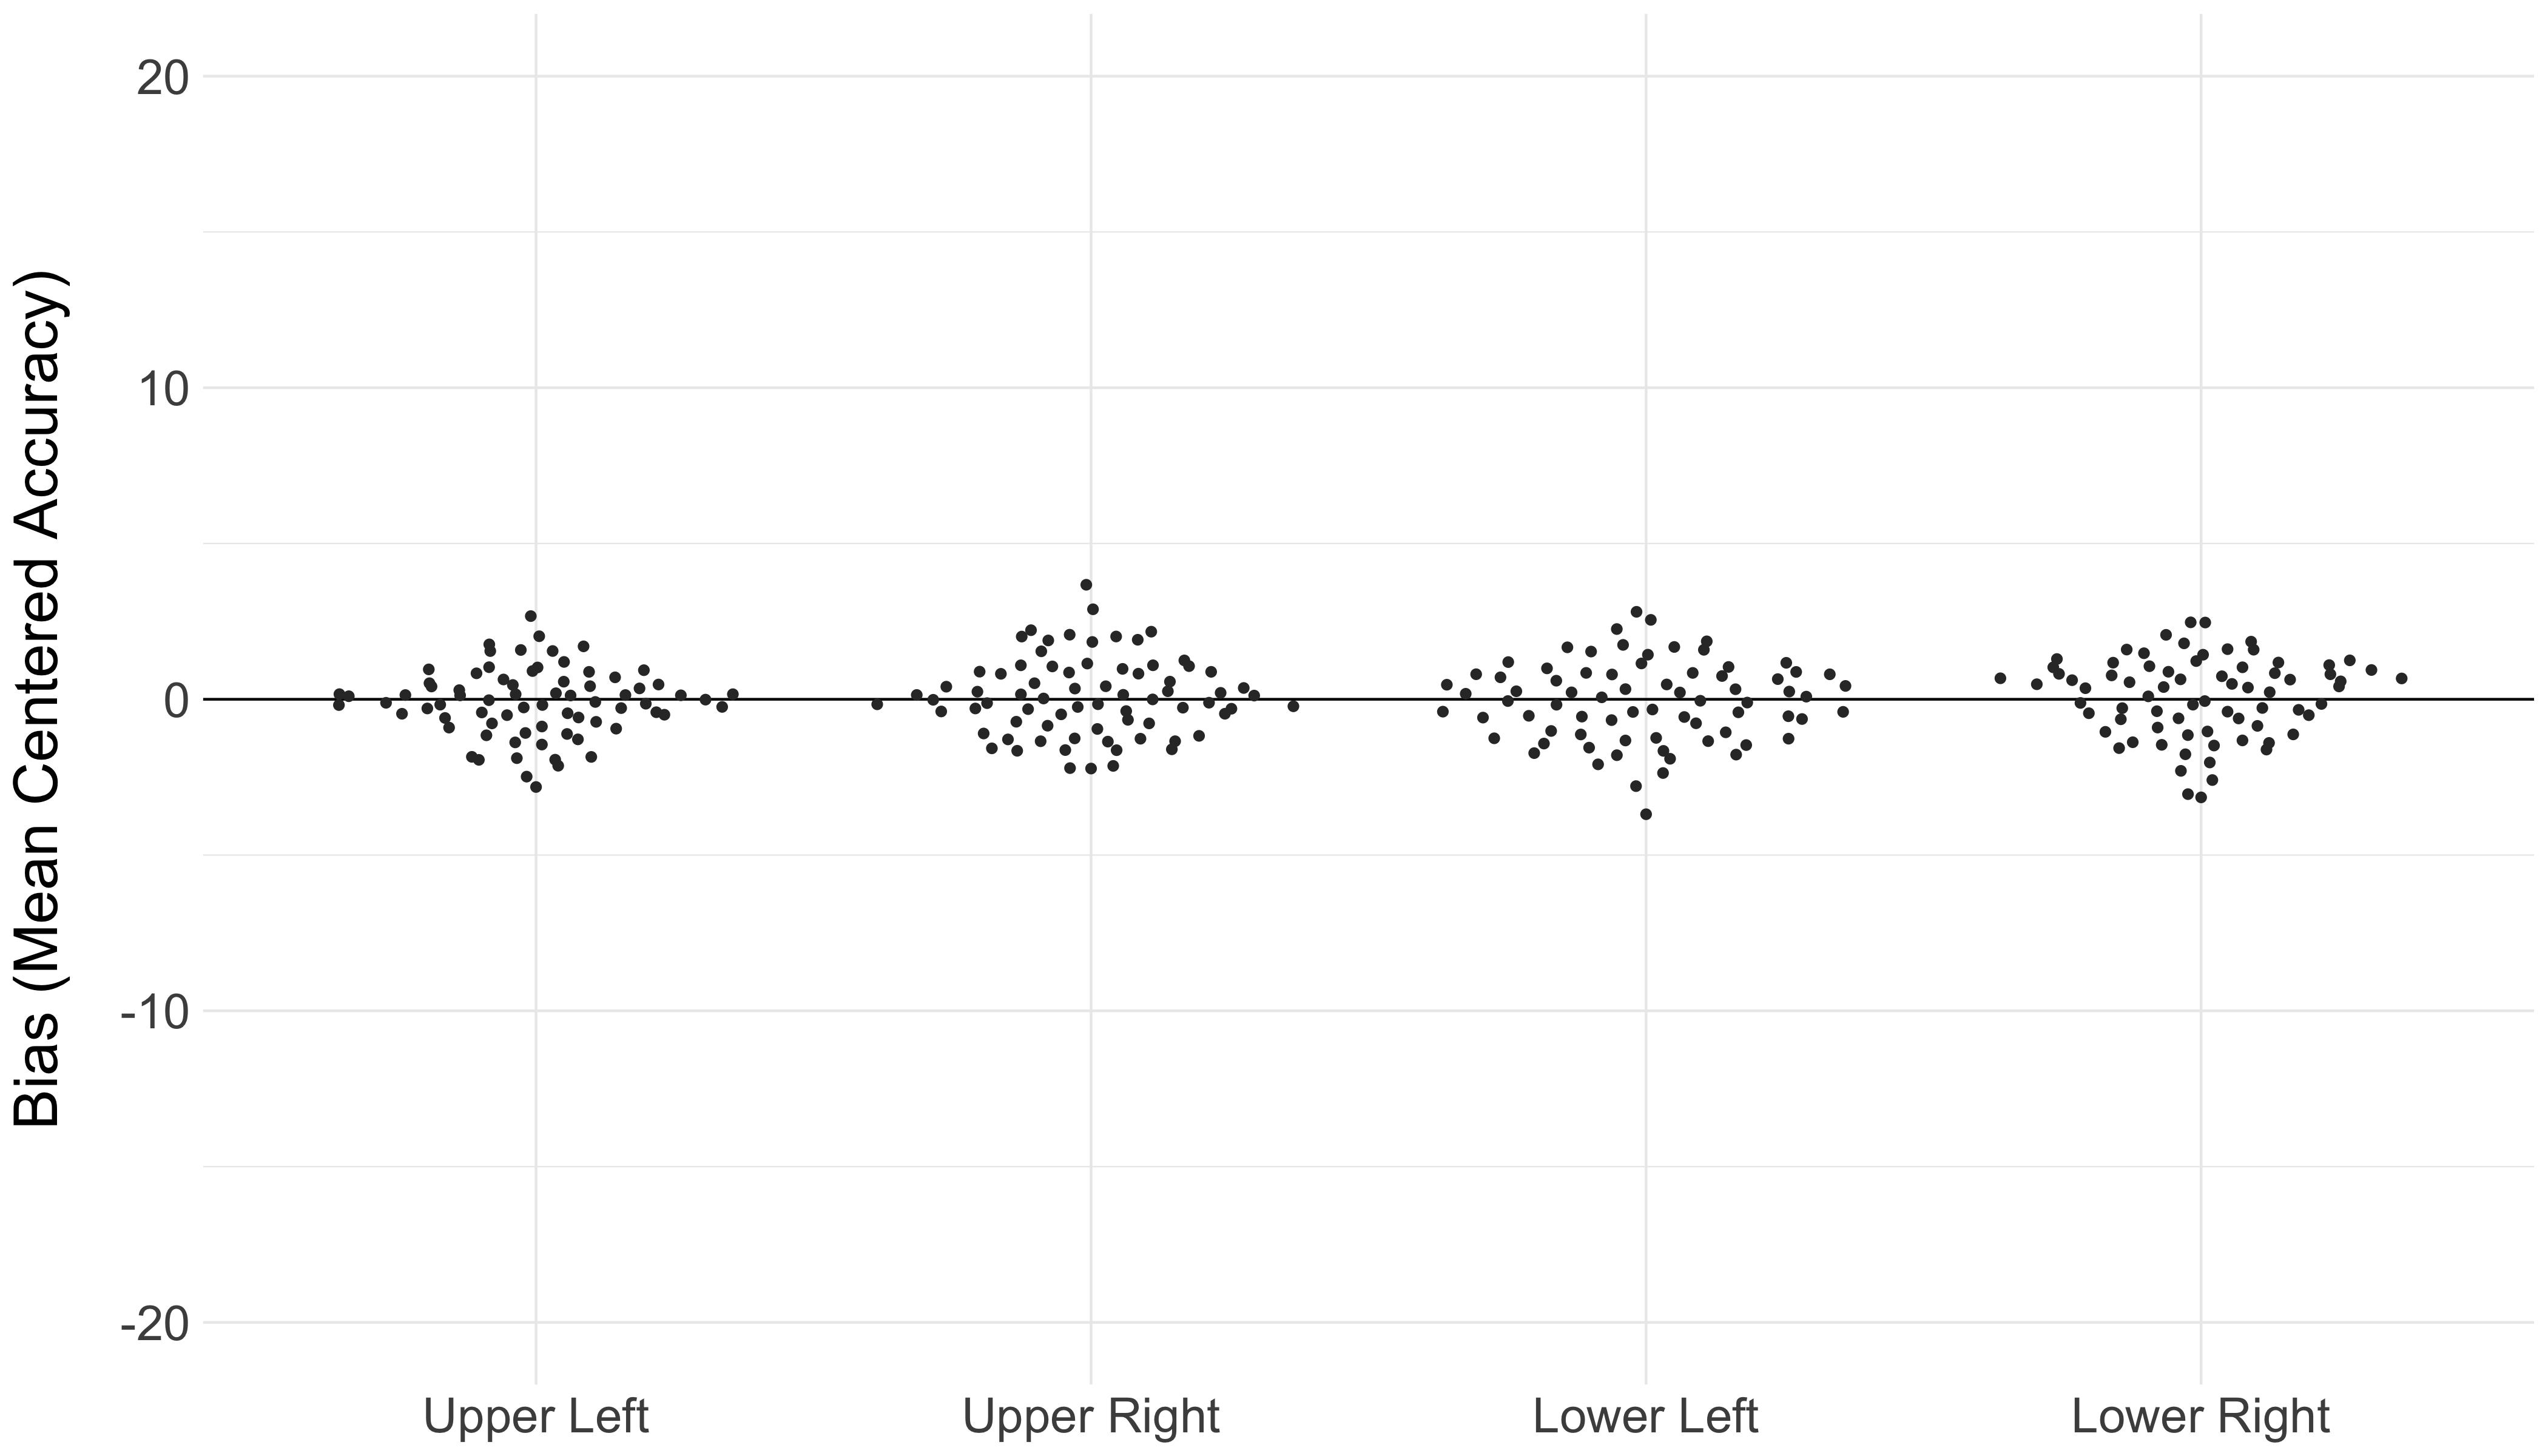 Bias (Mean Centered Accuracy)
20
10
0
-10
-20
Upper Left
Upper Right
Lower Left
Lower Right